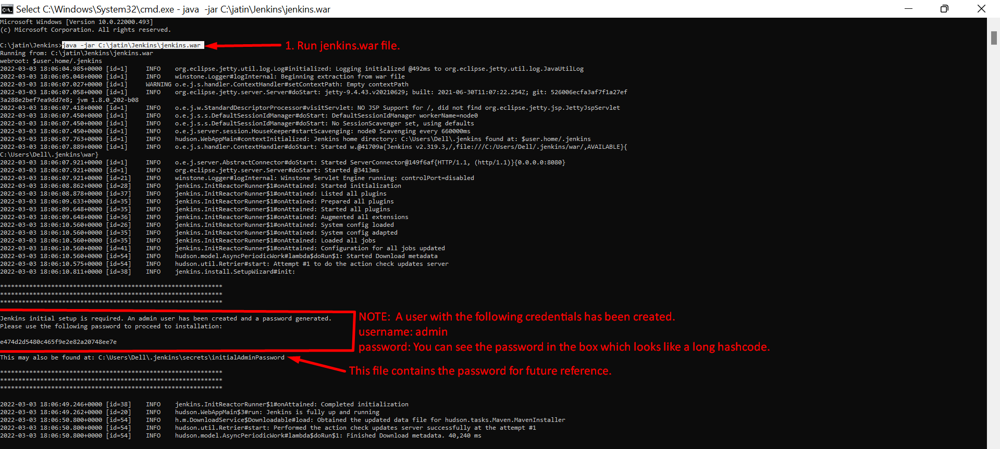 Select C:\Windows\System32\cmd.exe - java  -jar C:\jatin\Jenkins\jenkins.war
Microsoft Windows [Version 10.0.22000.493]
(c) Microsoft Corporation. All rights reserved.
C:\jatin\Jenkins>java -jar C:\jatin\Jenkins\jenkins.war
1. Run jenkins.war file.
Running from: C:\jatin\Jenkins\jenkins.war
webroot: $user.home/.jenkins
2022-03-03 18:06:04.985+0000 [id=1]    INFO    org.eclipse.jetty.util.log.Log#initialized: Logging initialized @492ms to org.eclipse.jetty.util.log.JavaUtilLog
2022-03-03 18:06:05.048+0000 [id=1]    INFO    winstone.Logger#logInternal: Beginning extraction from war file
2022-03-03 18:06:07.027+0000 [id=1]    WARNING o.e.j.s.handler.ContextHandler#setContextPath: Empty contextPath
2022-03-03 18:06:07.058+0000 [id=1]    INFO    org.eclipse.jetty.server.Server#doStart: jetty-9.4.43.v20210629; built: 2021-06-30T11:07:22.254Z; git: 526006ecfa3af7f1a27ef
3a288e2bef7ea9dd7e8; jvm 1.8.0_202-b08
2022-03-03 18:06:07.418+0000 [id=1]    INFO    o.e.j.w.StandardDescriptorProcessor#visitServlet: NO JSP Support for /, did not find org.eclipse.jetty.jsp.JettyJspServlet
2022-03-03 18:06:07.450+0000 [id=1]    INFO    o.e.j.s.s.DefaultSessionIdManager#doStart: DefaultSessionIdManager workerName=node0
2022-03-03 18:06:07.450+0000 [id=1]    INFO    o.e.j.s.s.DefaultSessionIdManager#doStart: No SessionScavenger set, using defaults
2022-03-03 18:06:07.450+0000 [id=1]    INFO    o.e.j.server.session.HouseKeeper#startScavenging: node0 Scavenging every 660000ms
2022-03-03 18:06:07.763+0000 [id=1]    INFO    hudson.WebAppMain#contextInitialized: Jenkins home directory: C:\Users\Dell\.jenkins found at: $user.home/.jenkins
2022-03-03 18:06:07.889+0000 [id=1]    INFO    o.e.j.s.handler.ContextHandler#doStart: Started w.@41709a{Jenkins v2.319.3,/,file:///C:/Users/Dell/.jenkins/war/,AVAILABLE}{
C:\Users\Dell\.jenkins\war}
2022-03-03 18:06:07.921+0000 [id=1]    INFO    o.e.j.server.AbstractConnector#doStart: Started ServerConnector@149f6af{HTTP/1.1, (http/1.1)}{0.0.0.0:8080}
2022-03-03 18:06:07.921+0000 [id=1]    INFO    org.eclipse.jetty.server.Server#doStart: Started @3413ms
2022-03-03 18:06:07.921+0000 [id=21]    INFO    winstone.Logger#logInternal: Winstone Servlet Engine running: controlPort=disabled
2022-03-03 18:06:08.862+0000 [id=28]    INFO    jenkins.InitReactorRunner$1#onAttained: Started initialization
2022-03-03 18:06:08.878+0000 [id=37]    INFO    jenkins.InitReactorRunner$1#onAttained: Listed all plugins
2022-03-03 18:06:09.633+0000 [id=35]    INFO    jenkins.InitReactorRunner$1#onAttained: Prepared all plugins
2022-03-03 18:06:09.648+0000 [id=35]    INFO    jenkins.InitReactorRunner$1#onAttained: Started all plugins
2022-03-03 18:06:09.648+0000 [id=36]    INFO    jenkins.InitReactorRunner$1#onAttained: Augmented all extensions
2022-03-03 18:06:10.560+0000 [id=26]    INFO    jenkins.InitReactorRunner$1#onAttained: System config loaded
2022-03-03 18:06:10.560+0000 [id=35]    INFO    jenkins.InitReactorRunner$1#onAttained: System config adapted
2022-03-03 18:06:10.560+0000 [id=35]    INFO    jenkins.InitReactorRunner$1#onAttained: Loaded all jobs
2022-03-03 18:06:10.560+0000 [id=41]    INFO    jenkins.InitReactorRunner$1#onAttained: Configuration for all jobs updated
2022-03-03 18:06:10.560+0000 [id=54]    INFO    hudson.model.AsyncPeriodicWork#lambda$doRun$1: Started Download metadata
2022-03-03 18:06:10.575+0000 [id=54]    INFO    hudson.util.Retrier#start: Attempt #1 to do the action check updates server
2022-03-03 18:06:10.811+0000 [id=38]    INFO    jenkins.install.SetupWizard#init:
*************************************************************
*************************************************************
*************************************************************
Jenkins initial setup is required. An admin user has been created and a password generated.
Please use the following password to proceed to installation:
e474d2d5480c465f9e2e82a20748ee7e
NOTE:  A user with the following credentials has been created.
username: admin
password: You can see the password in the box which looks like a long hashcode.
This may also be found at: C:\Users\Dell\.jenkins\secrets\initialAdminPassword
This file contains the password for future reference.
*************************************************************
*************************************************************
*************************************************************
2022-03-03 18:06:49.246+0000 [id=38]    INFO    jenkins.InitReactorRunner$1#onAttained: Completed initialization
2022-03-03 18:06:49.262+0000 [id=20]    INFO    hudson.WebAppMain$3#run: Jenkins is fully up and running
2022-03-03 18:06:50.800+0000 [id=54]    INFO    h.m.DownloadService$Downloadable#load: Obtained the updated data file for hudson.tasks.Maven.MavenInstaller
2022-03-03 18:06:50.800+0000 [id=54]    INFO    hudson.util.Retrier#start: Performed the action check updates server successfully at the attempt #1
2022-03-03 18:06:50.800+0000 [id=54]    INFO    hudson.model.AsyncPeriodicWork#lambda$doRun$1: Finished Download metadata. 40,240 ms